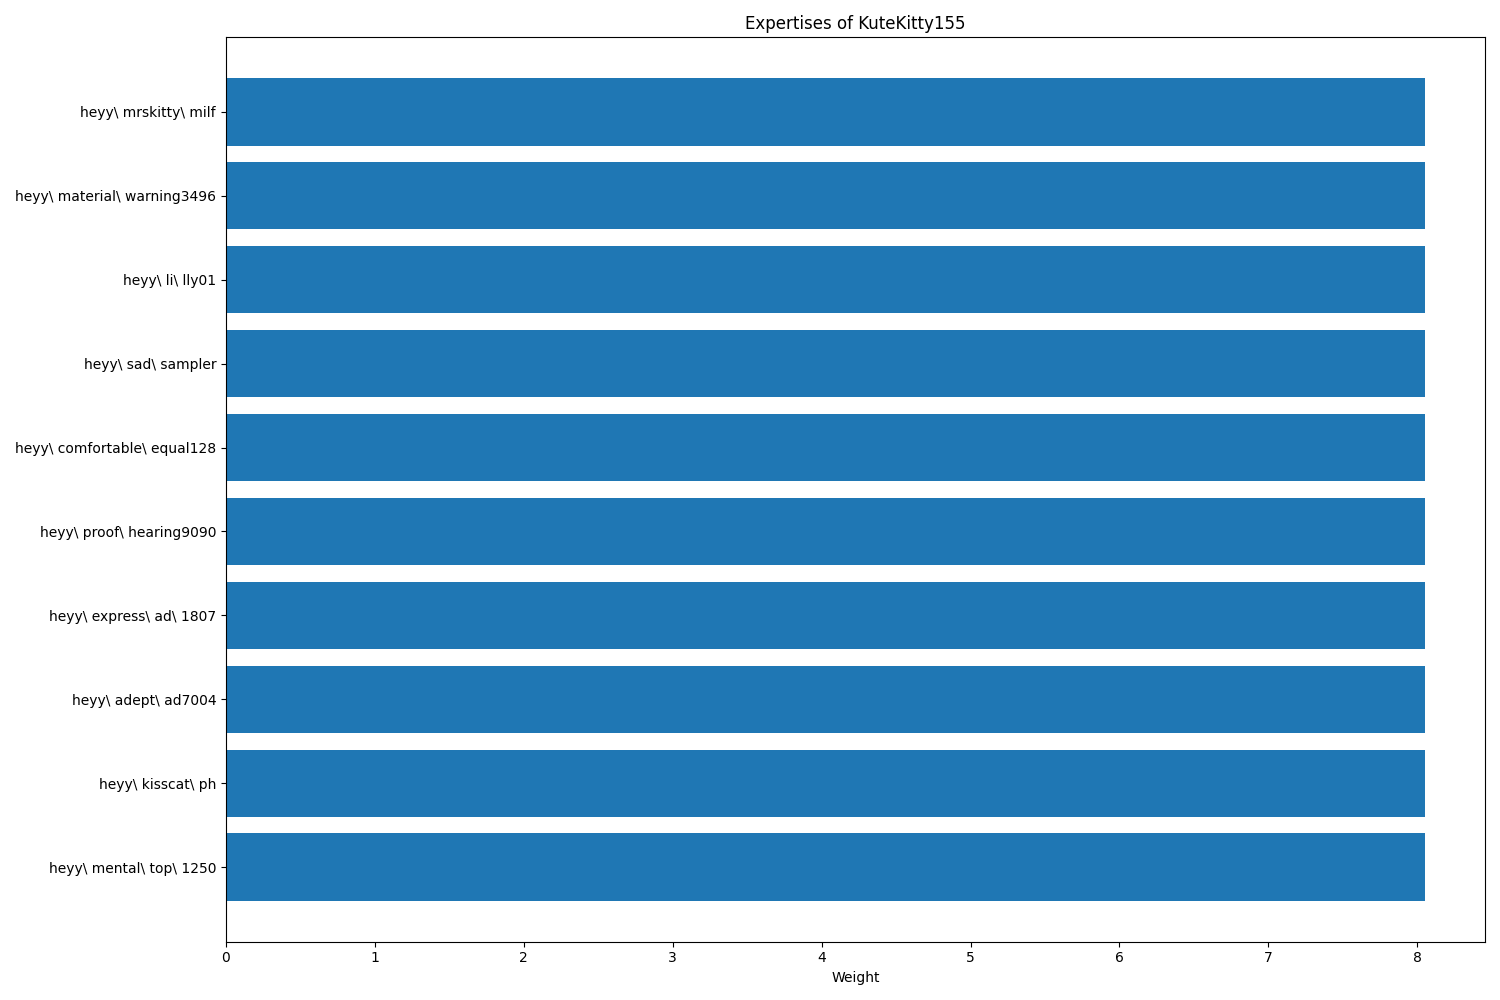 Expertises of KuteKitty155
heyy\ mrskitty\ milf
heyy\ material\ warning3496
heyy\ li\ lly01
heyy\ sad\ sampler
heyy\ comfortable\ equal128
heyy\ proof\ hearing9090
heyy\ express\ ad\ 1807
heyy\ adept\ ad7004
heyy\ kisscat\ ph
heyy\ mental\ top\ 1250
0 1 2 3 4 5 6 7 8
Weight